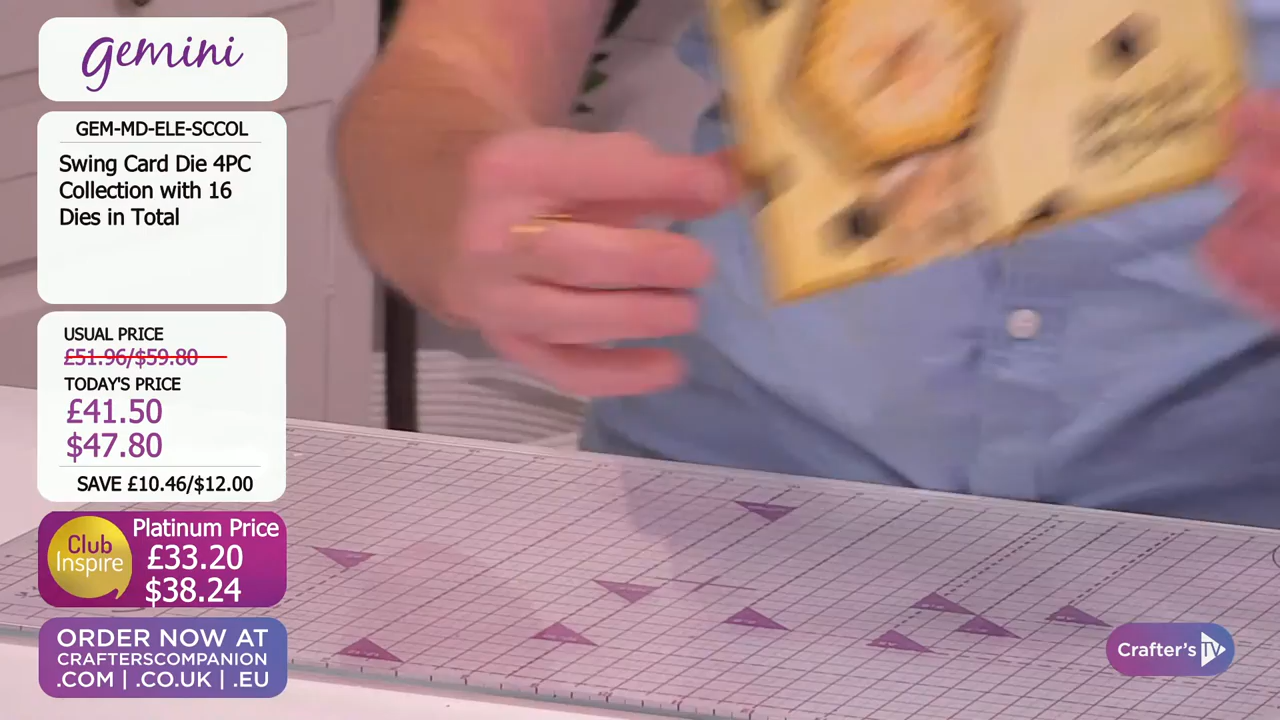 gemini
GEM-MD-ELE-SCCOL
Swing Card Die 4PC
Collection with 16
Dies in Total
USUAL PRICE
£51.96/$59.80
TODAY'S PRICE
£41.50
$47.80
SAVE £10.46/$12.00
Club
Inspire
Platinum Price
£33.20
$38.24
ORDER NOW AT
CRAFTERSCOMPANION
.COM | .CO.UK | .EU
Crafter's TV